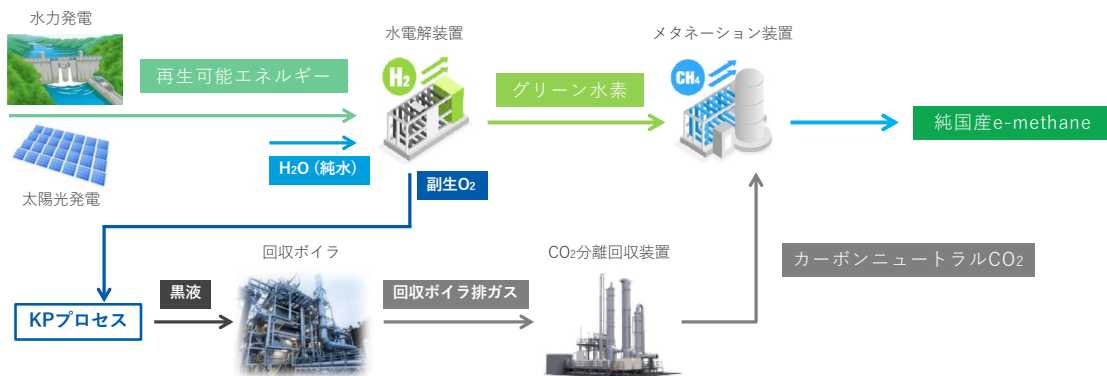 水力発電
水電解装置
メタネーション装置
H₂
CH₄
再生可能エネルギー
グリーン水素
純国産e-methane
H₂O (純水)
副生O₂
太陽光発電
回収ボイラ
CO₂分離回収装置
カーボンニュートラルCO₂
黒液
回収ボイラ排ガス
KPプロセス